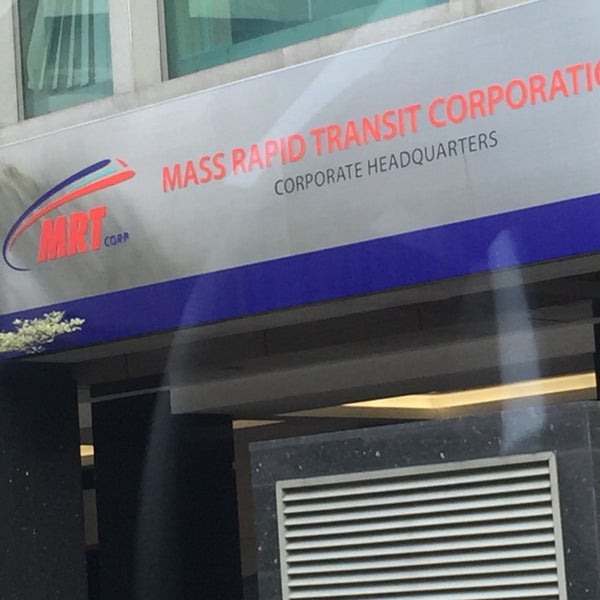 MASS RAPID TRANSIT CORPORATIO
CORPORATE HEADQUARTERS
MRT CORP